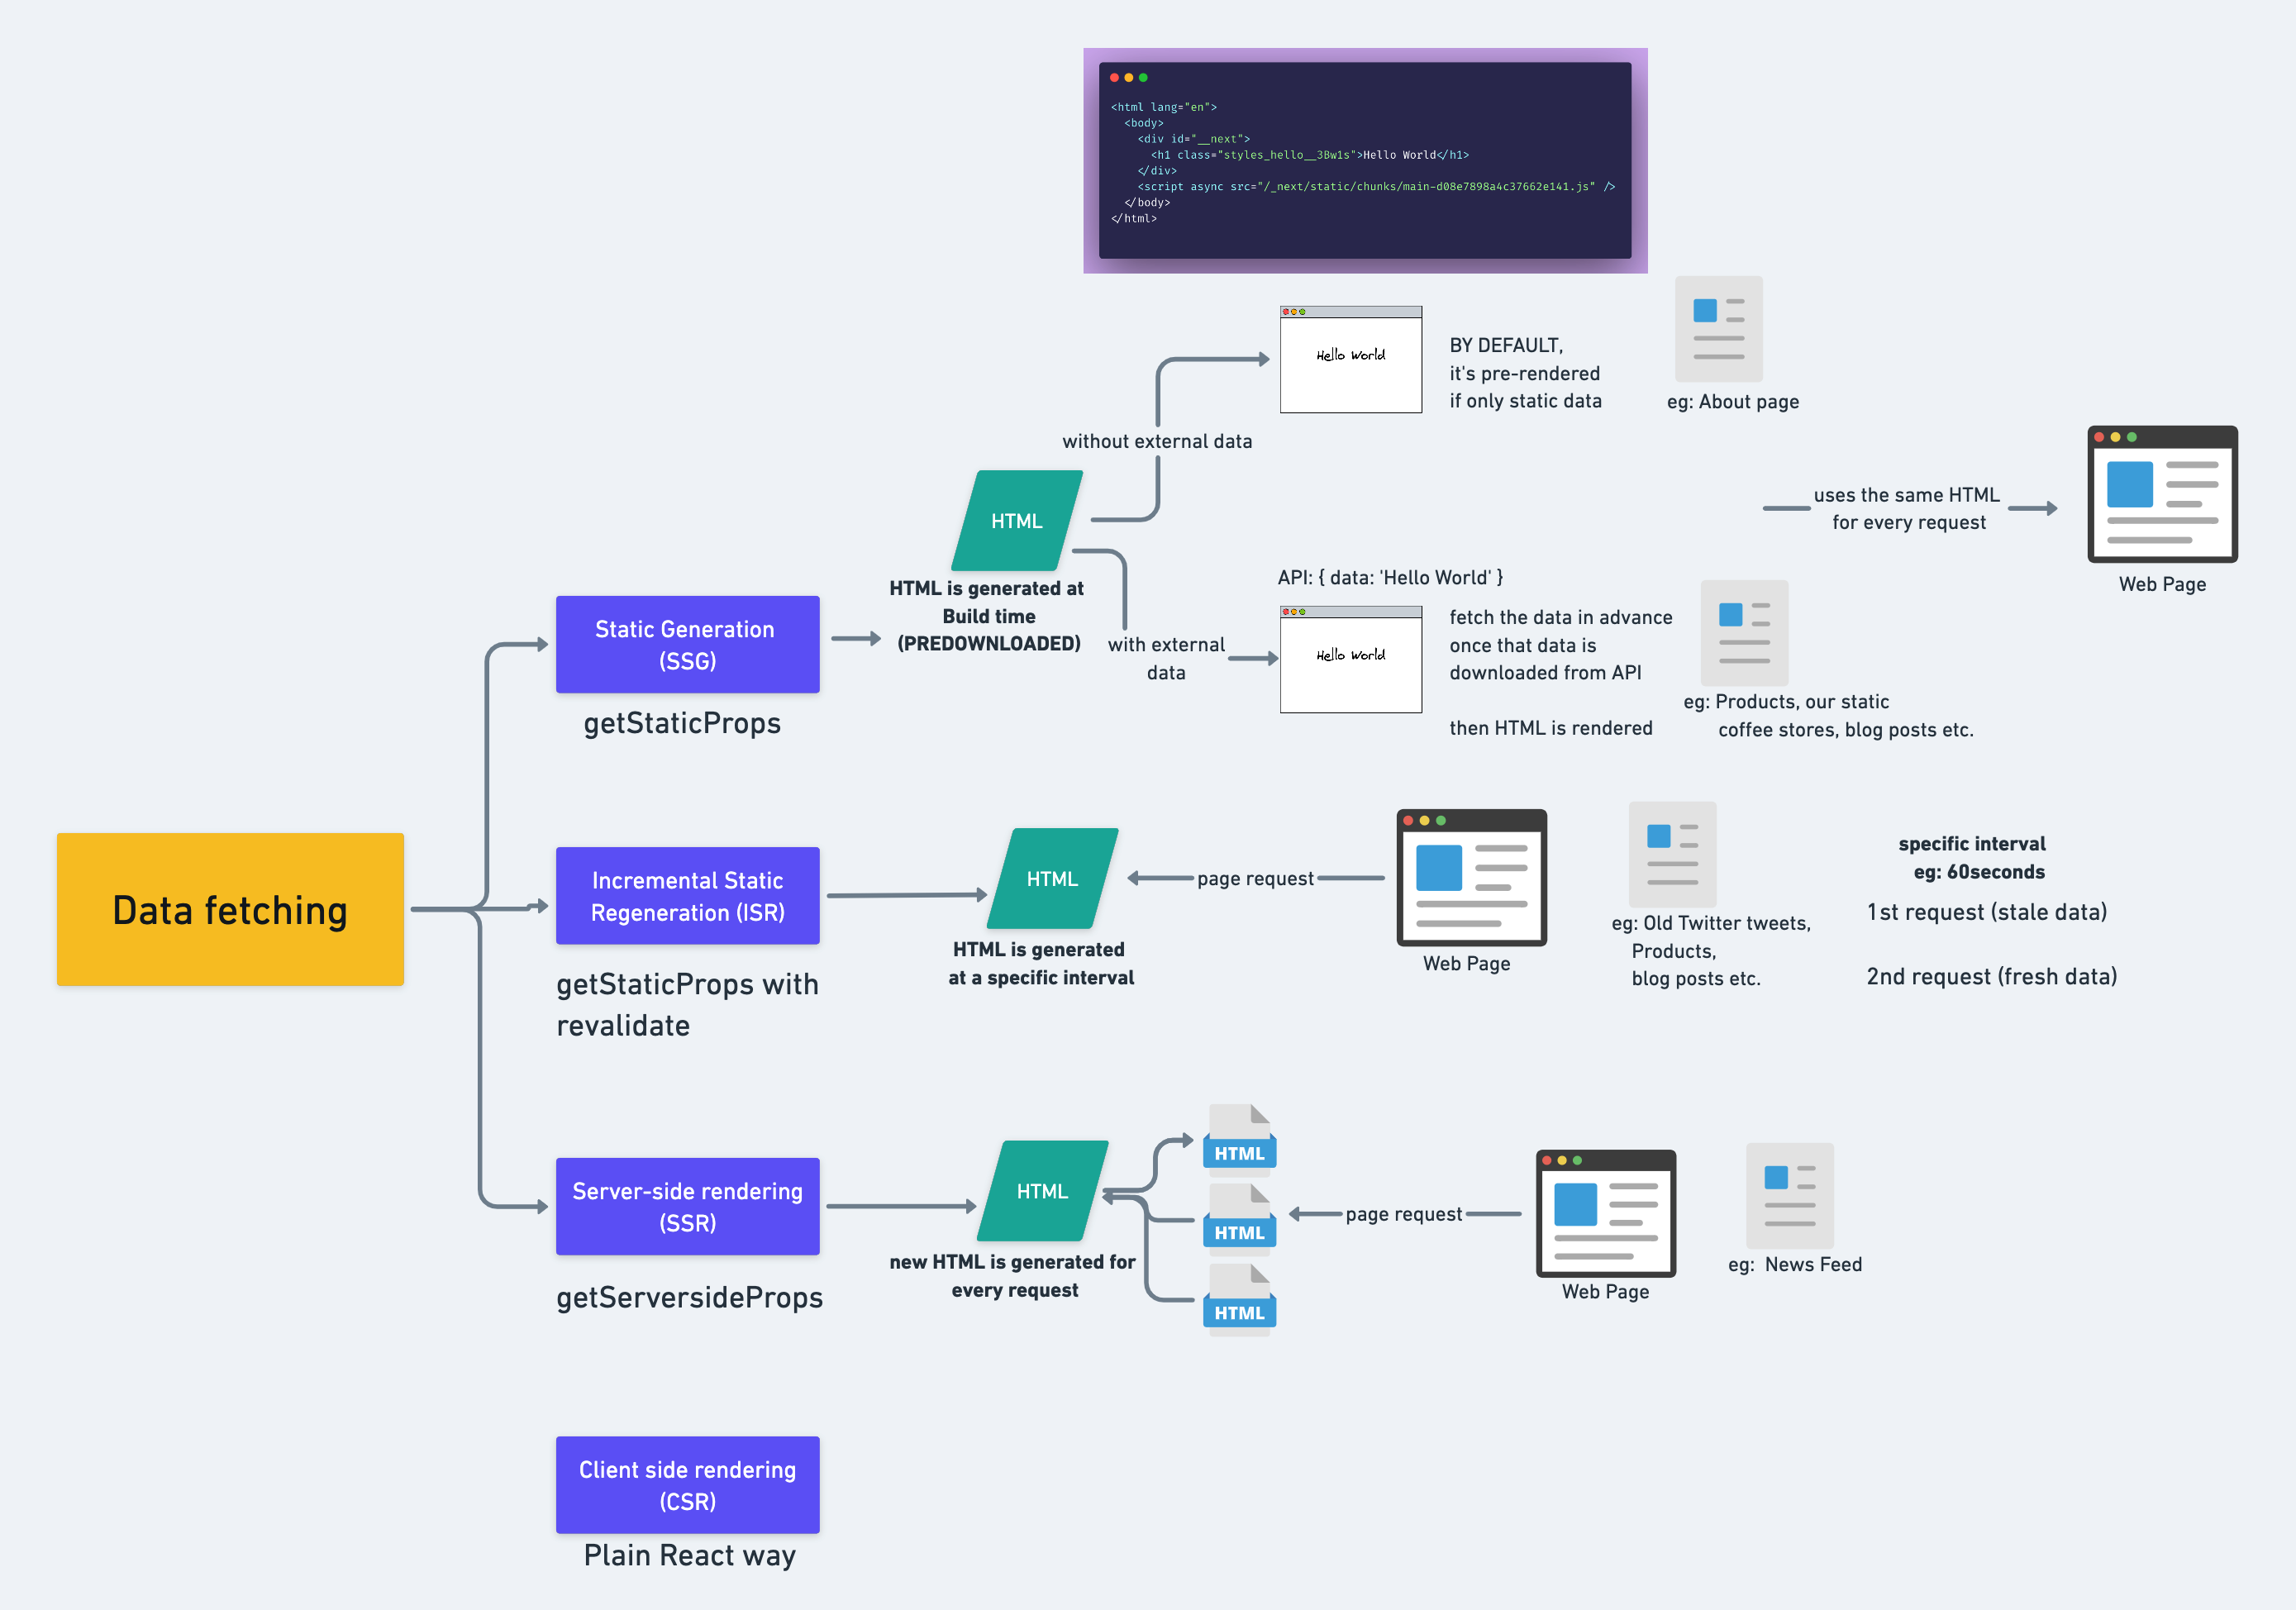 <html lang="en">
<body>
<div id="__next">
<h1 class="styles_hello__3Bw1s">Hello World</h1>
</div>
<script async src="/_next/static/chunks/main-d08e7898a4c37662e141.js" />
</body>
</html>
Hello World
BY DEFAULT,
it's pre-rendered
if only static data
eg: About page
without external data
HTML
HTML is generated at
Build time
(PREDOWNLOADED)
uses the same HTML
for every request
Web Page
Static Generation
(SSG)
getStaticProps
with external
data
API: { data: 'Hello World' }
Hello World
fetch the data in advance
once that data is
downloaded from API
then HTML is rendered
eg: Products, our static
coffee stores, blog posts etc.
Data fetching
Incremental Static
Regeneration (ISR)
getStaticProps with
revalidate
HTML
HTML is generated
at a specific interval
page request
Web Page
eg: Old Twitter tweets,
Products,
blog posts etc.
specific interval
eg: 60seconds
1st request (stale data)
2nd request (fresh data)
Server-side rendering
(SSR)
getServersideProps
HTML
new HTML is generated for
every request
HTML
HTML
HTML
page request
Web Page
eg: News Feed
Client side rendering
(CSR)
Plain React way